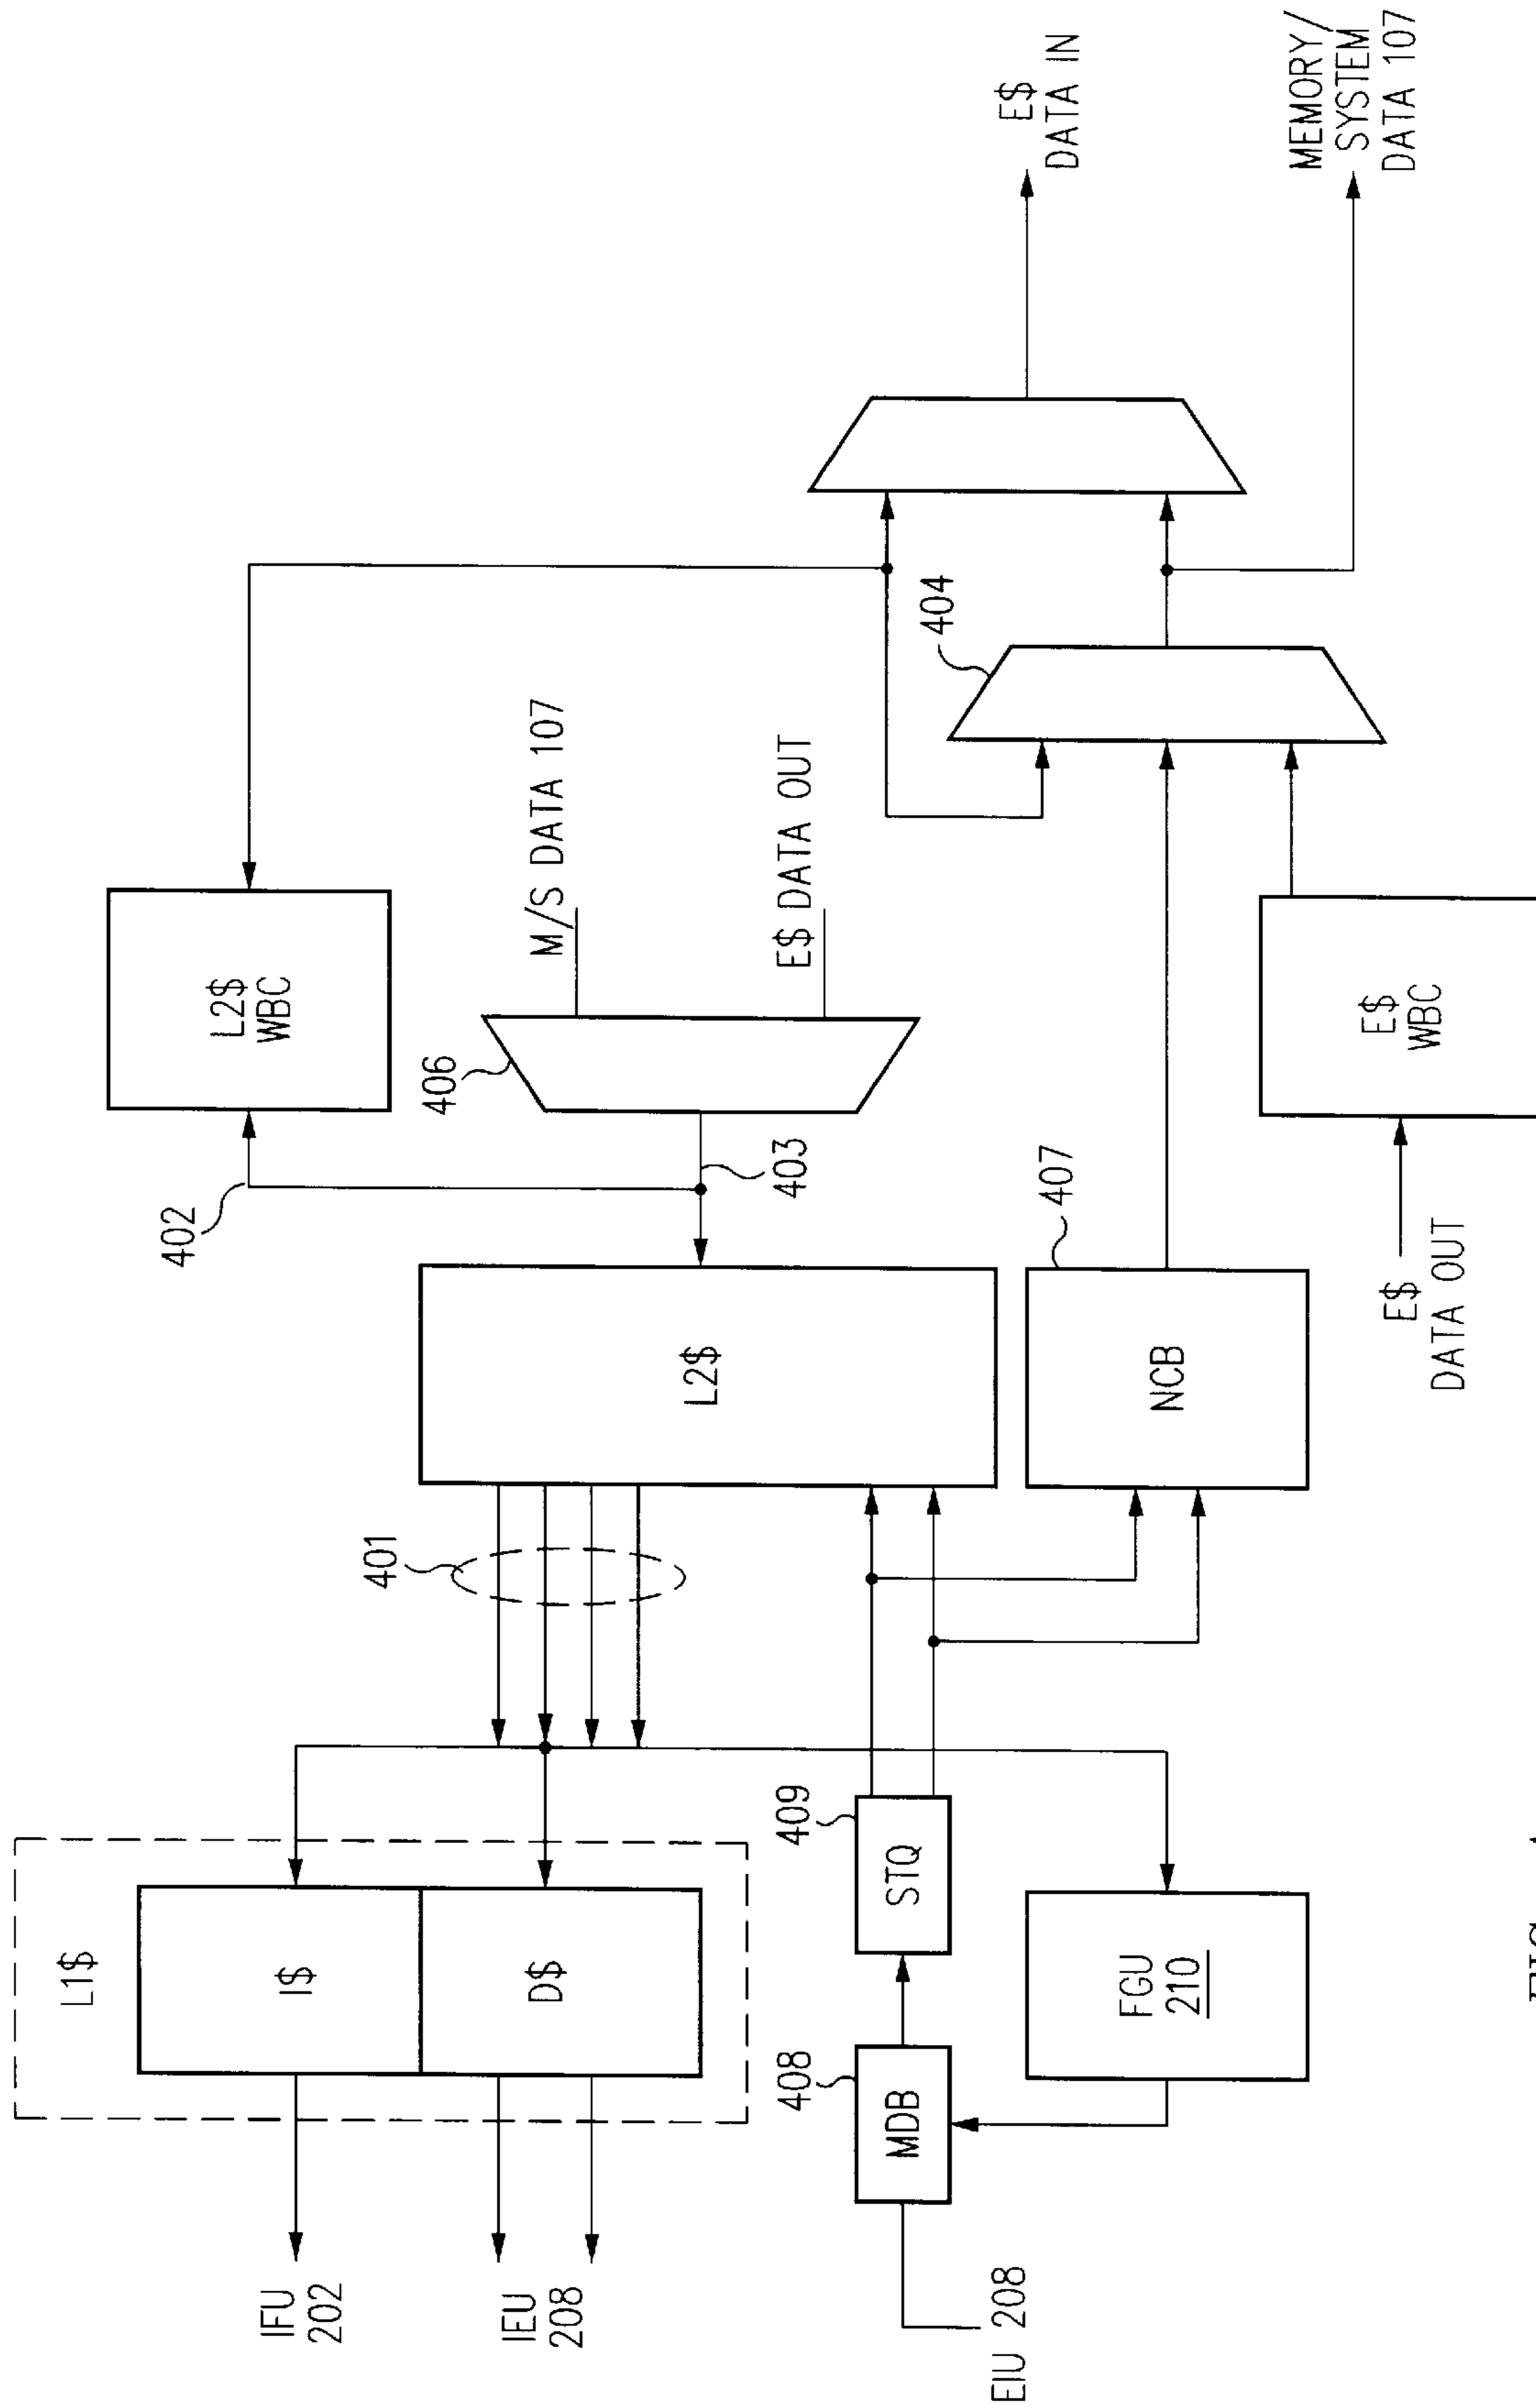 L1$
I$
D$
IFU
202
IEU
208
EIU 208
408
MDB
409
STQ
FGU
210
401
L2$
402
403
406
L2$
WBC
M/S DATA 107
E$ DATA OUT
407
NCB
E$
DATA OUT
E$
WBC
404
E$
DATA IN
MEMORY/
SYSTEM
DATA 107